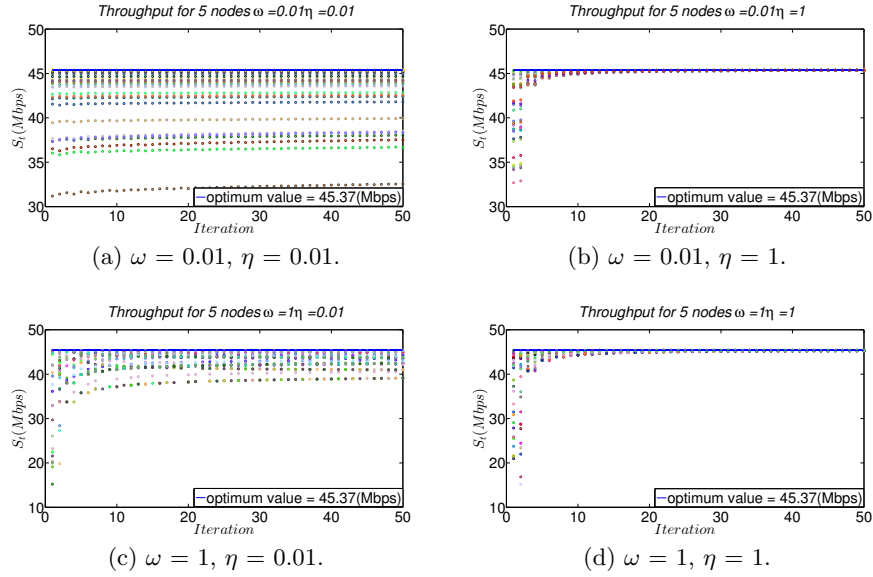 Throughput for 5 nodes ω =0.01η =0.01
50
45
40
35
30
0 10 20 30 40 50
S_t(Mbps)
Iteration
optimum value = 45.37(Mbps)
(a) ω = 0.01, η = 0.01.
Throughput for 5 nodes ω =0.01η =1
50
45
40
35
30
0 10 20 30 40 50
S_t(Mbps)
Iteration
optimum value = 45.37(Mbps)
(b) ω = 0.01, η = 1.
Throughput for 5 nodes ω =1η =0.01
50
40
30
20
10
0 10 20 30 40 50
S_t(Mbps)
Iteration
optimum value = 45.37(Mbps)
(c) ω = 1, η = 0.01.
Throughput for 5 nodes ω =1η =1
50
40
30
20
10
0 10 20 30 40 50
S_t(Mbps)
Iteration
optimum value = 45.37(Mbps)
(d) ω = 1, η = 1.